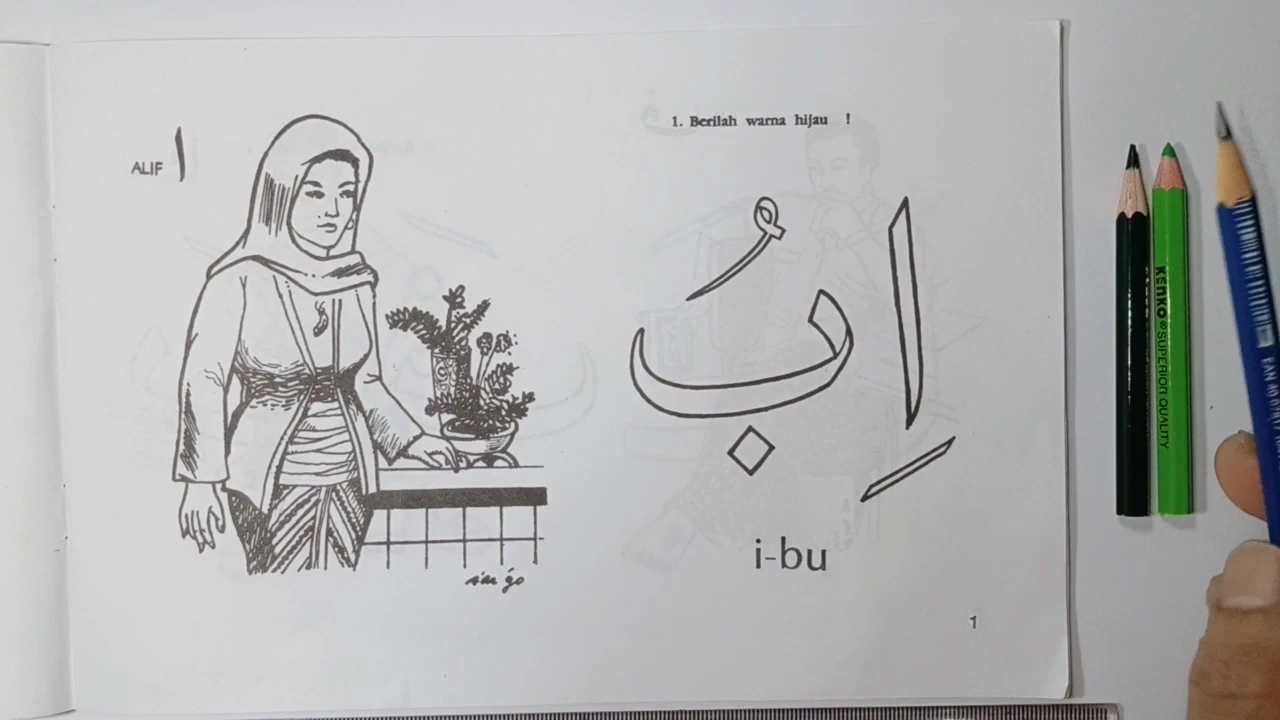 ALIF ا
1. Berilah warna hijau !
اِبُ
i-bu
1
KENKO ® SUPERIOR QUALITY